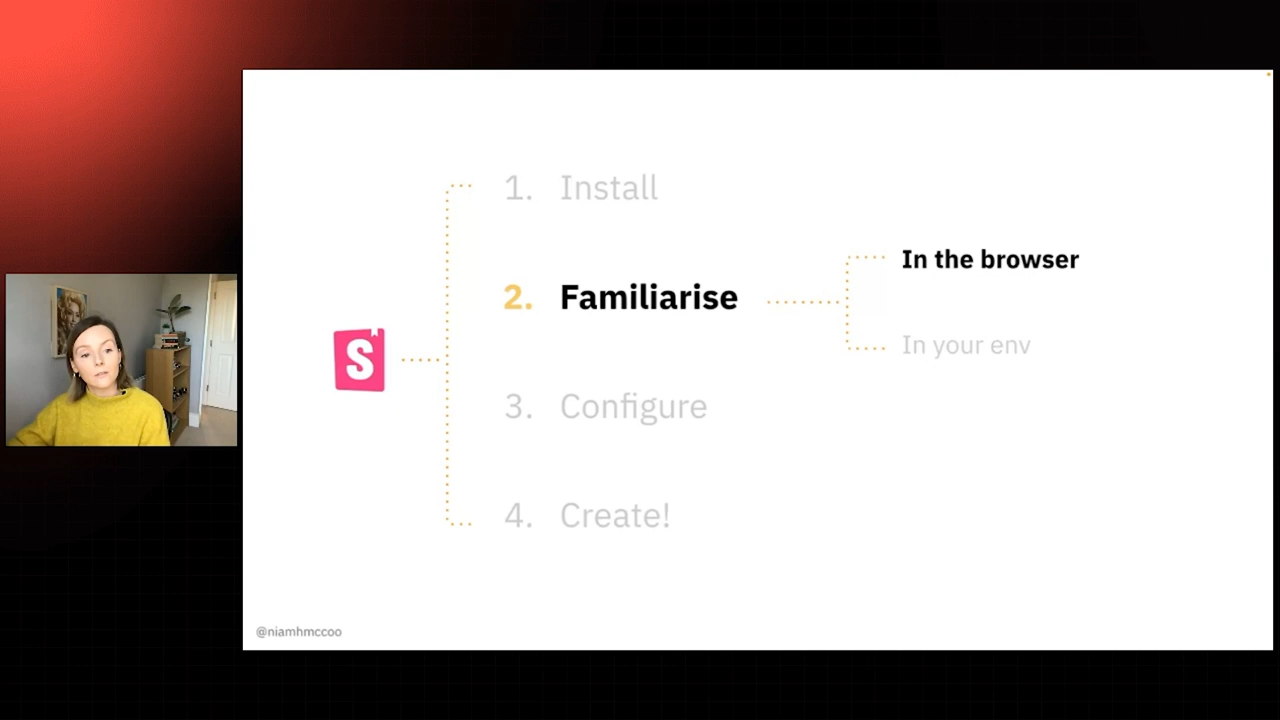 1. Install
In the browser
2. Familiarise
In your env
S
3. Configure
4. Create!
@niamhmccoo